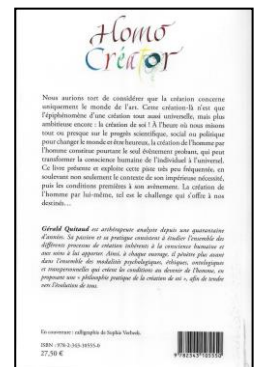 Homo
Créator
Nous aurions tort de considérer que la création concerne
uniquement le monde de l'art. Cette création-là n'est que
l'épiphénomène d'une création tout aussi universelle, mais plus
ambitieuse encore : la création de soi ! À l'heure où nous misons
tout ou presque sur le progrès scientifique, social ou politique
pour changer le monde et être heureux, la création de l'homme par
l'homme constitue pourtant le seul événement probant, qui peut
transformer la conscience humaine de l'individuel à l'universel.
Ce livre présente et exploite cette piste très peu fréquentée, en
soulevant non seulement le contexte de son impérieuse nécessité,
puis les conditions premières à son avènement. La création de
l'homme par lui-même, tel est le challenge qui s'offre à nos
destinées…
Gérald Quitaud est arthérapeute analyste depuis une quarantaine
d'années. Sa passion et sa pratique consistent à étudier l'ensemble des
différents processus de création inhérents à la conscience humaine et
aux soins à lui apporter. Ainsi, à chaque ouvrage, il pénètre plus avant
dans l'ensemble des modalités psychologiques, éthiques, ontologiques
et transpersonnelles qui créent les conditions au devenir de l'homme, en
proposant une « philosophie pratique de la création de soi », afin de tendre
vers l'évolution de tous.
En couverture : calligraphie de Sophie Verbeek.
ISBN : 978-2-343-18555-0
27,50 €
9 782343 185550